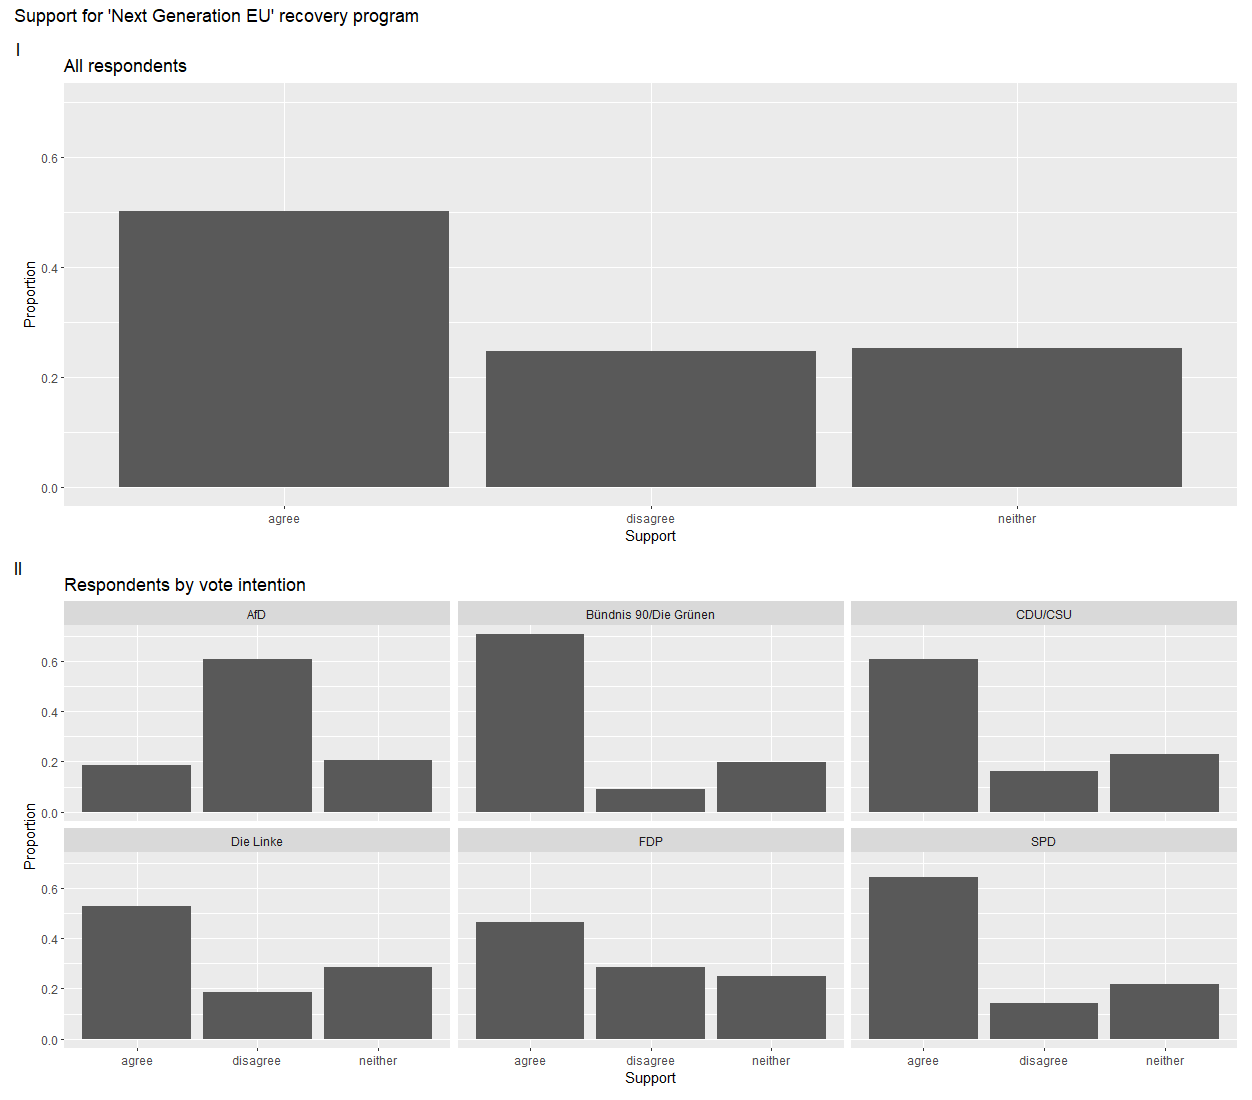 Support for 'Next Generation EU' recovery program
I
All respondents
Proportion
0.6
0.4
0.2
0.0
agree disagree neither
Support
II
Respondents by vote intention
AfD Bündnis 90/Die Grünen CDU/CSU
0.6
0.4
0.2
0.0
Proportion
Die Linke FDP SPD
0.6
0.4
0.2
0.0
agree disagree neither agree disagree neither agree disagree neither
Support